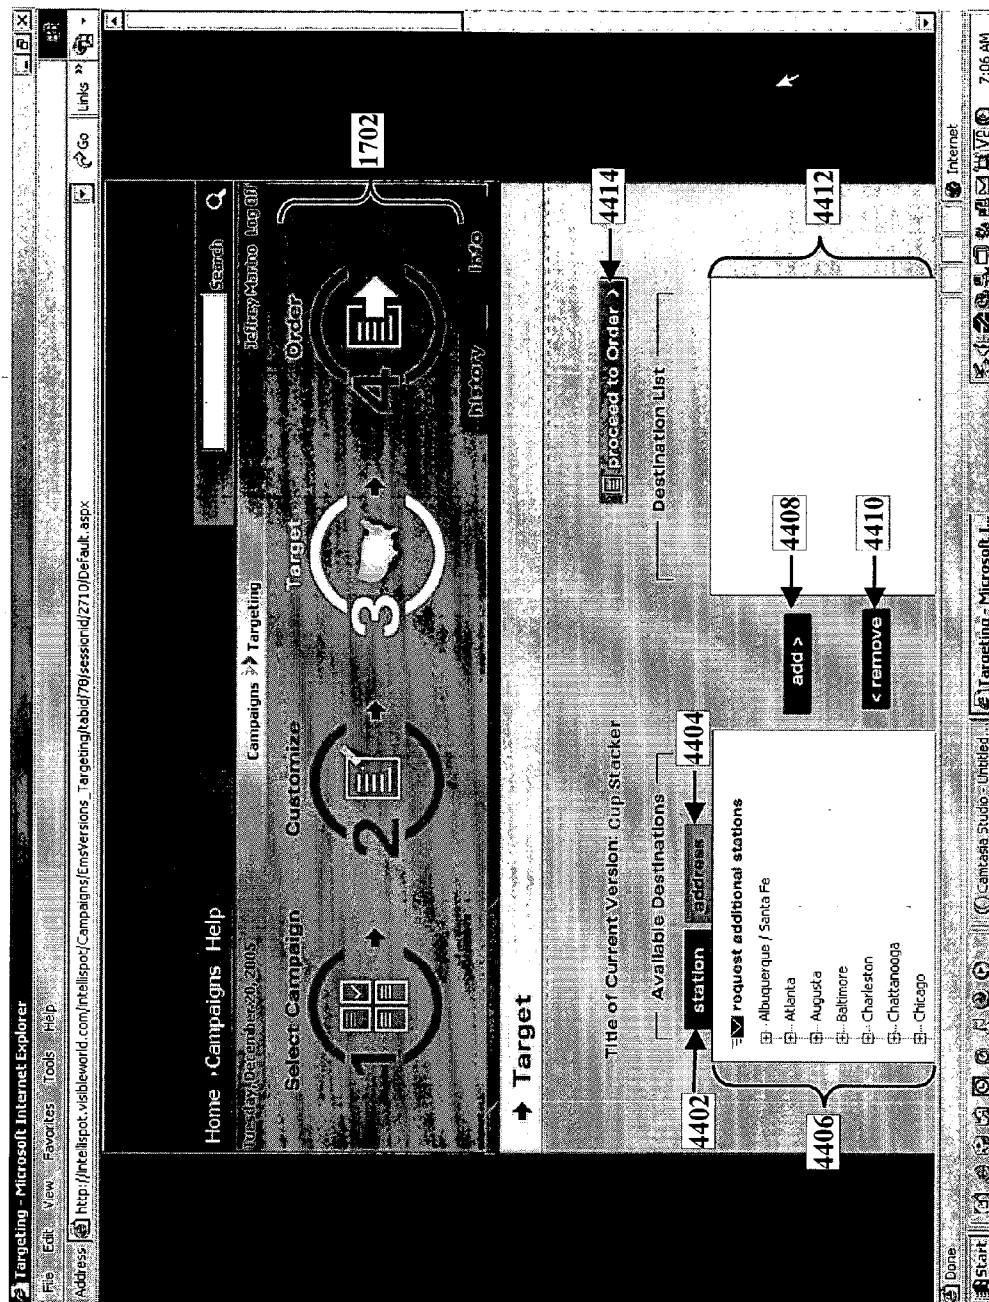 Targeting - Microsoft Internet Explorer
File Edit View Favorites Tools Help
Address http://intellispot.visibleworld.com/Intellispot/Campaigns/EmsVersions_Targeting/tabid/78/sessionid/2710/Default.aspx Go Links »
Home Campaigns Help
Search
Tuesday, December 20, 2005
Campaigns >> Targeting
Jeffrey Marino Log Off
Select Campaign Customize Target Order
1 2 3 4
1702
History Info
Target
Title of Current Version: Cup Stacker
proceed to Order >
4414
Available Destinations
Destination List
4402
station address
4404
request additional stations
Albuquerque / Santa Fe
Atlanta
Augusta
Baltimore
Charleston
Chattanooga
Chicago
4406
add >
4408
< remove
4410
4412
Done
Internet
Start
Camtasia Studio - Untitled ...
Targeting - Microsoft I...
7:06 AM